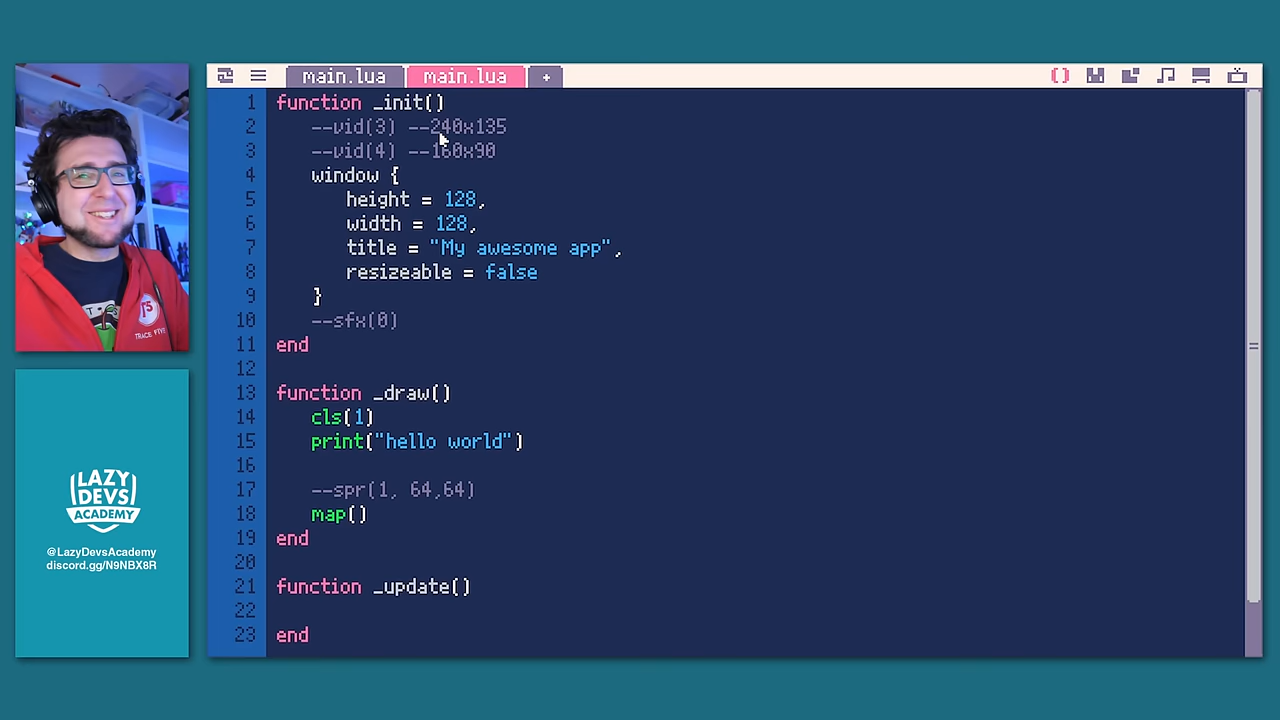 main.lua main.lua +
1 function _init()
2 --vid(3) --240x135
3 --vid(4) --160x90
4 window {
5 height = 128,
6 width = 128,
7 title = "My awesome app",
8 resizeable = false
9 }
10 --sfx(0)
11 end
12
13 function _draw()
14 cls(1)
15 print("hello world")
16
17 --spr(1, 64,64)
18 map()
19 end
20
21 function _update()
22
23 end
TRACE FIVE
LAZY
DEVS
ACADEMY
@LazyDevsAcademy
discord.gg/N9NBX8R